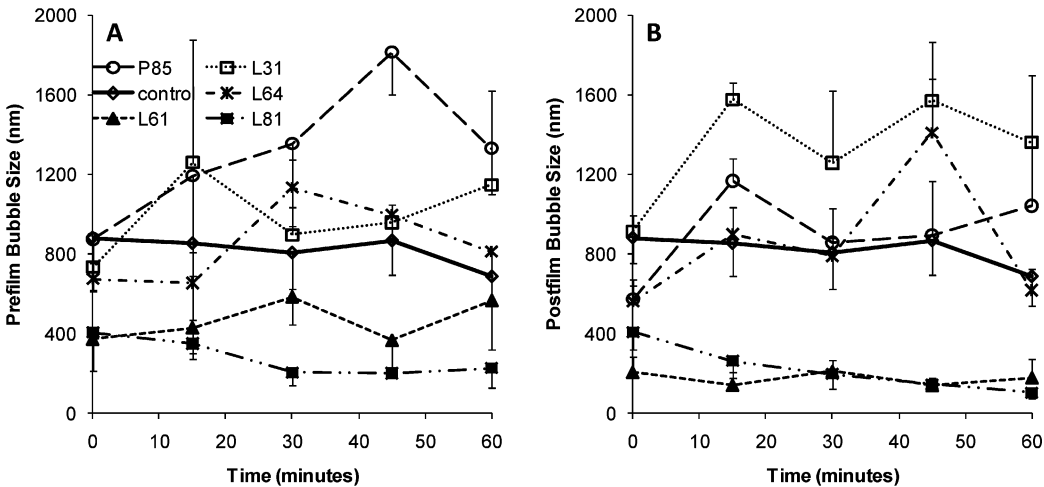 A
Prefilm Bubble Size (nm)
2000
1600
1200
800
400
0
P85
L31
contro
L64
L61
L81
0
10
20
30
40
50
60
Time (minutes)
B
Postfilm Bubble Size (nm)
2000
1600
1200
800
400
0
0
10
20
30
40
50
60
Time (minutes)